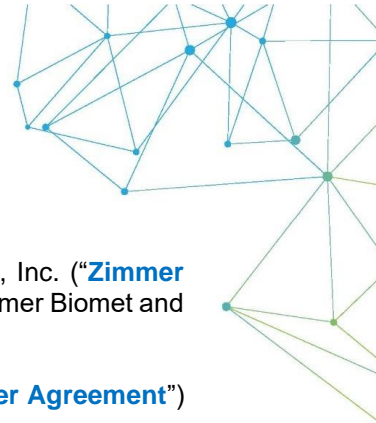 , Inc. (“Zimmer
mer Biomet and
er Agreement”)